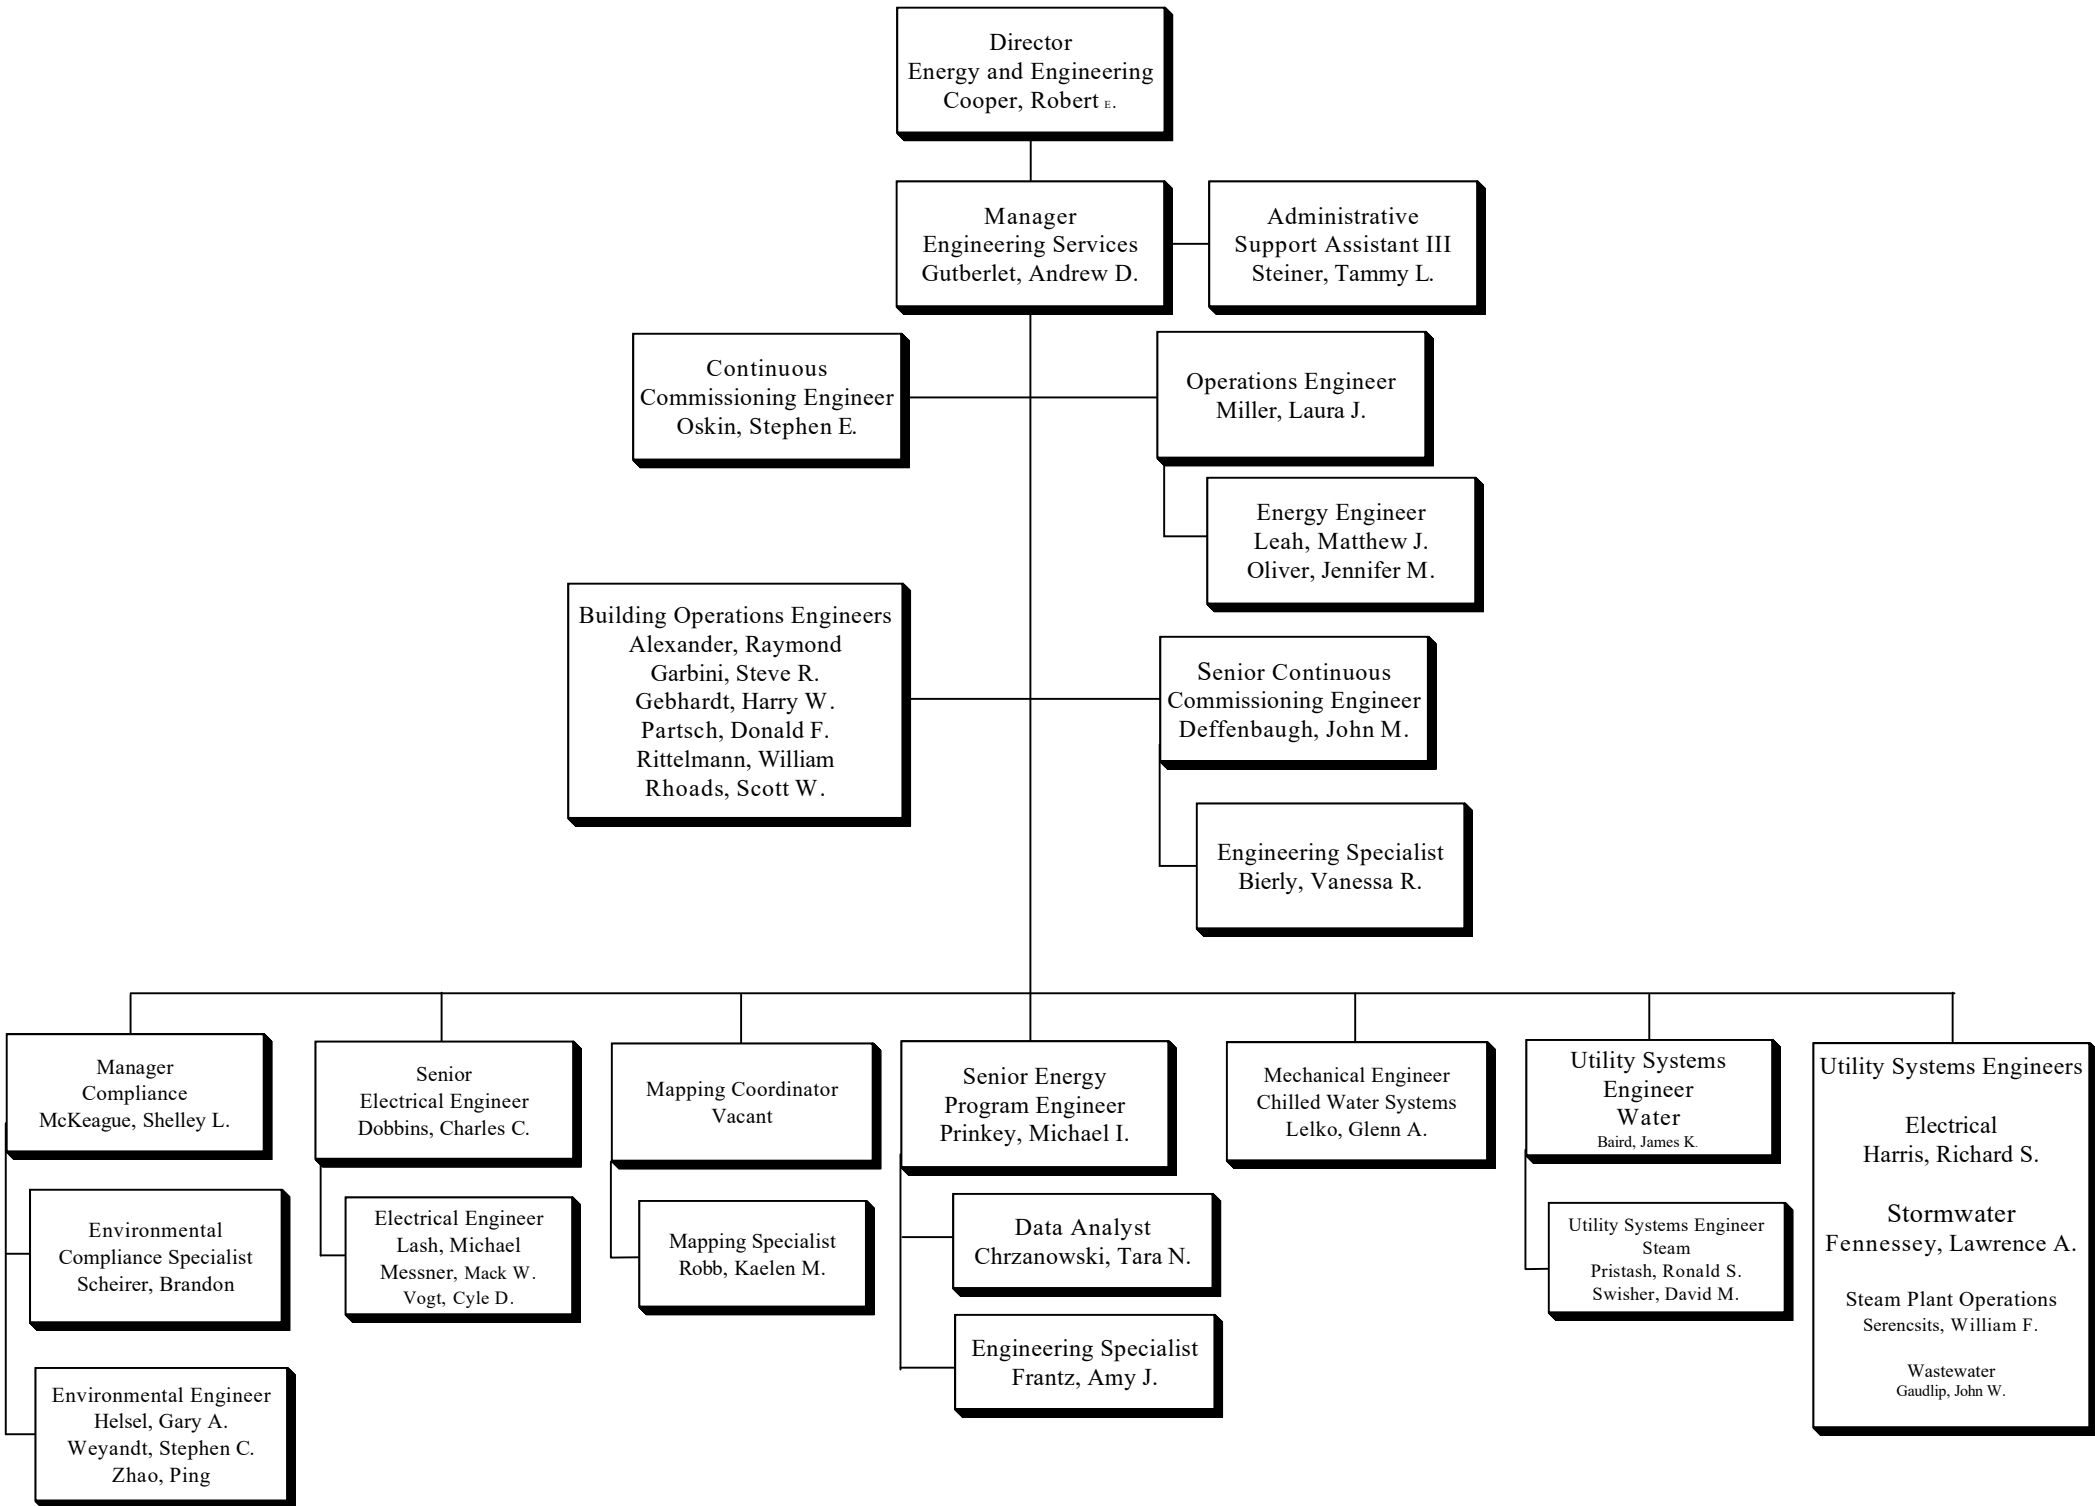 Director
Energy and Engineering
Cooper, Robert E.
Manager
Engineering Services
Gutberlet, Andrew D.
Administrative
Support Assistant III
Steiner, Tammy L.
Continuous
Commissioning Engineer
Oskin, Stephen E.
Operations Engineer
Miller, Laura J.
Energy Engineer
Leah, Matthew J.
Oliver, Jennifer M.
Building Operations Engineers
Alexander, Raymond
Garbini, Steve R.
Gebhardt, Harry W.
Partsch, Donald F.
Rittelmann, William
Rhoads, Scott W.
Senior Continuous
Commissioning Engineer
Deffenbaugh, John M.
Engineering Specialist
Bierly, Vanessa R.
Manager
Compliance
McKeague, Shelley L.
Environmental
Compliance Specialist
Scheirer, Brandon
Environmental Engineer
Helsel, Gary A.
Weyandt, Stephen C.
Zhao, Ping
Senior
Electrical Engineer
Dobbins, Charles C.
Electrical Engineer
Lash, Michael
Messner, Mack W.
Vogt, Cyle D.
Mapping Coordinator
Vacant
Mapping Specialist
Robb, Kaelen M.
Senior Energy
Program Engineer
Prinkey, Michael I.
Data Analyst
Chrzanowski, Tara N.
Engineering Specialist
Frantz, Amy J.
Mechanical Engineer
Chilled Water Systems
Lelko, Glenn A.
Utility Systems
Engineer
Water
Baird, James K.
Utility Systems Engineer
Steam
Pristash, Ronald S.
Swisher, David M.
Utility Systems Engineers
Electrical
Harris, Richard S.
Stormwater
Fennessey, Lawrence A.
Steam Plant Operations
Serencsits, William F.
Wastewater
Gaudlip, John W.